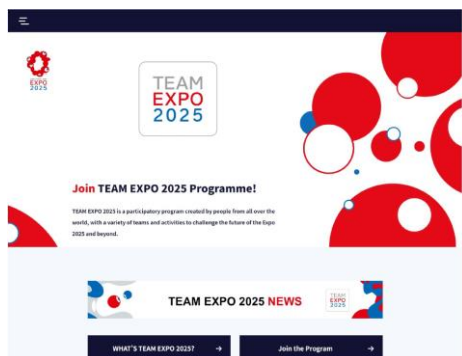 EXPO
2025
TEAM
EXPO
2025
Join TEAM EXPO 2025 Programme!
TEAM EXPO 2025 is a participatory program created by people from all over the
world, with a variety of teams and activities to challenge the future of the Expo
2025 and beyond.
TEAM EXPO 2025 NEWS
TEAM
EXPO
2025
WHAT'S TEAM EXPO 2025? →
Join the Program →